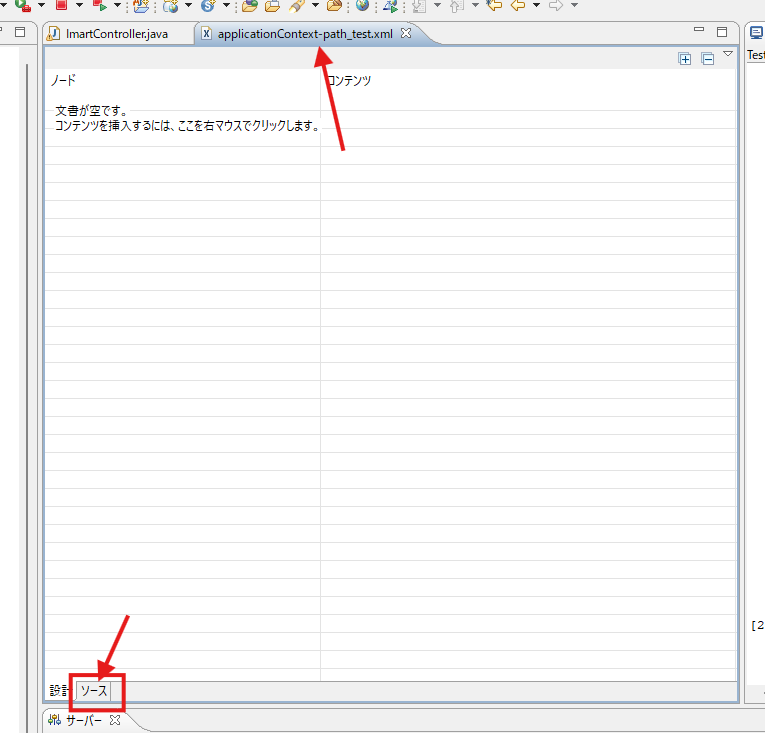 ImartController.java
applicationContext-path_test.xml
Test
ノード
コンテンツ
文書が空です。
コンテンツを挿入するには、ここを右マウスでクリックします。
[2
設計
ソース
サーバー